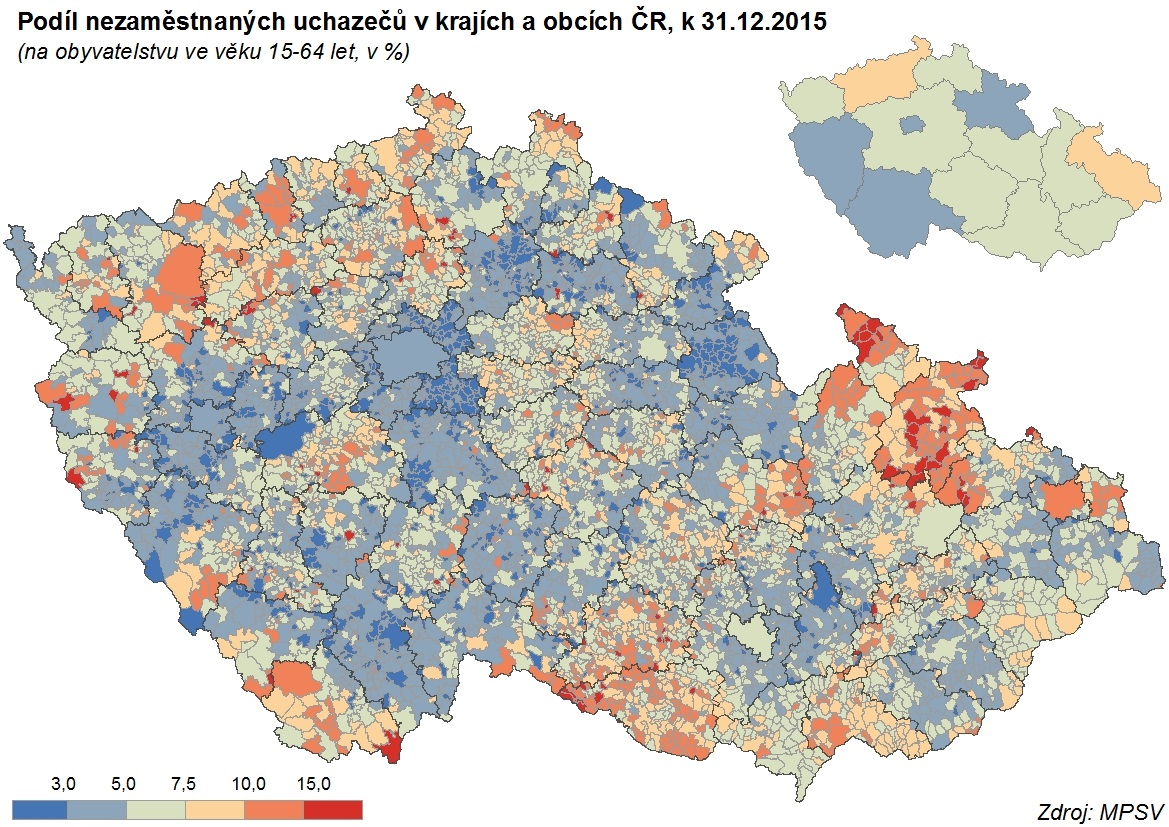 Podíl nezaměstnaných uchazečů v krajích a obcích ČR, k 31.12.2015
(na obyvatelstvu ve věku 15-64 let, v %)
3,0 5,0 7,5 10,0 15,0
Zdroj: MPSV